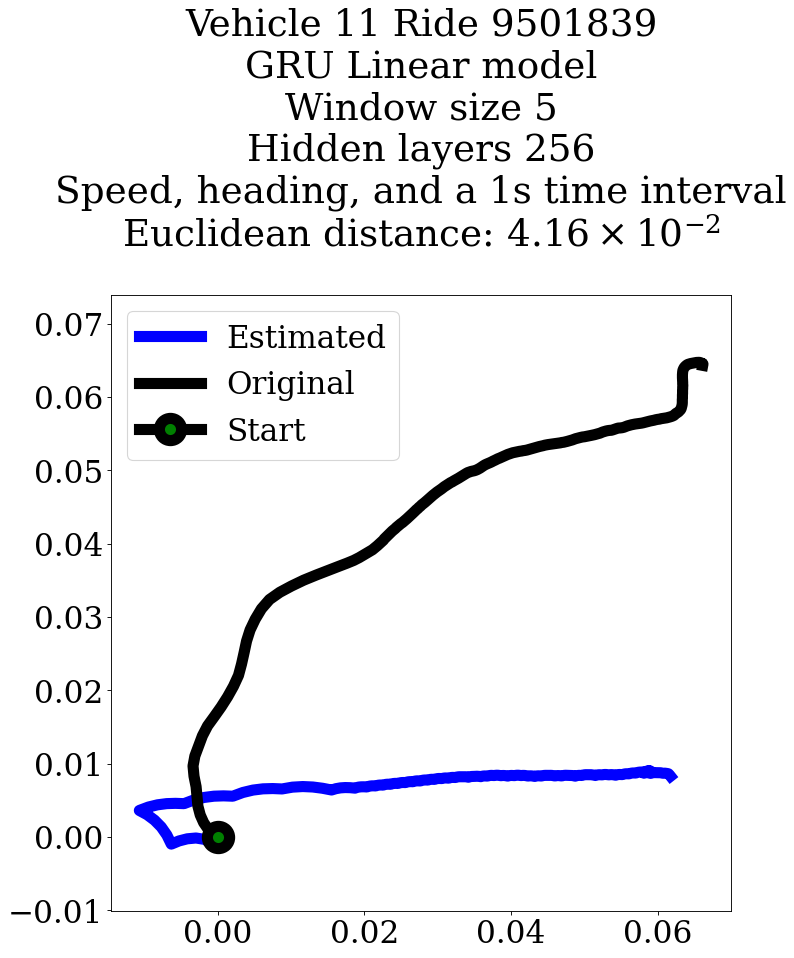 Vehicle 11 Ride 9501839
GRU Linear model
Window size 5
Hidden layers 256
Speed, heading, and a 1s time interval
Euclidean distance: 4.16 × 10⁻²
Estimated
Original
Start
0.07
0.06
0.05
0.04
0.03
0.02
0.01
0.00
−0.01
0.00 0.02 0.04 0.06